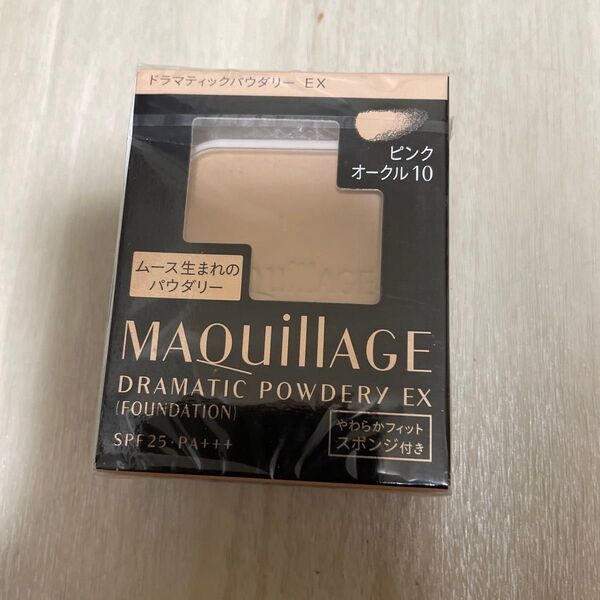 ドラマティックパウダリー EX
ピンク
オークル10
ムース生まれの
パウダリー
MAQuillAGE
DRAMATIC POWDERY EX
(FOUNDATION)
SPF25・PA+++
やわらかフィット
スポンジ付き